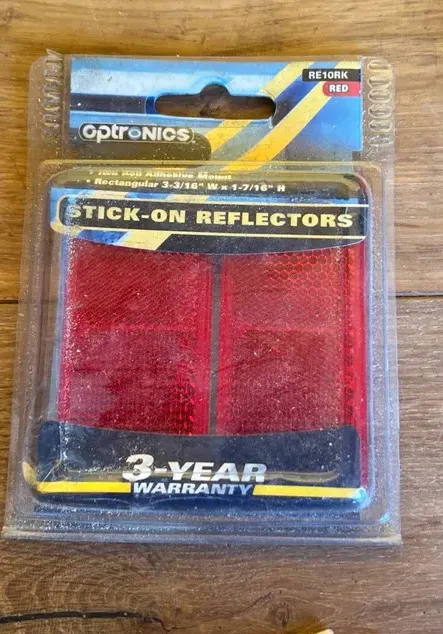 RE10RK
RED
OPTRONICS
Red Adhesive Mount
• Rectangular 3-3/16" W x 1-7/16" H
STICK-ON REFLECTORS
3-YEAR
WARRANTY